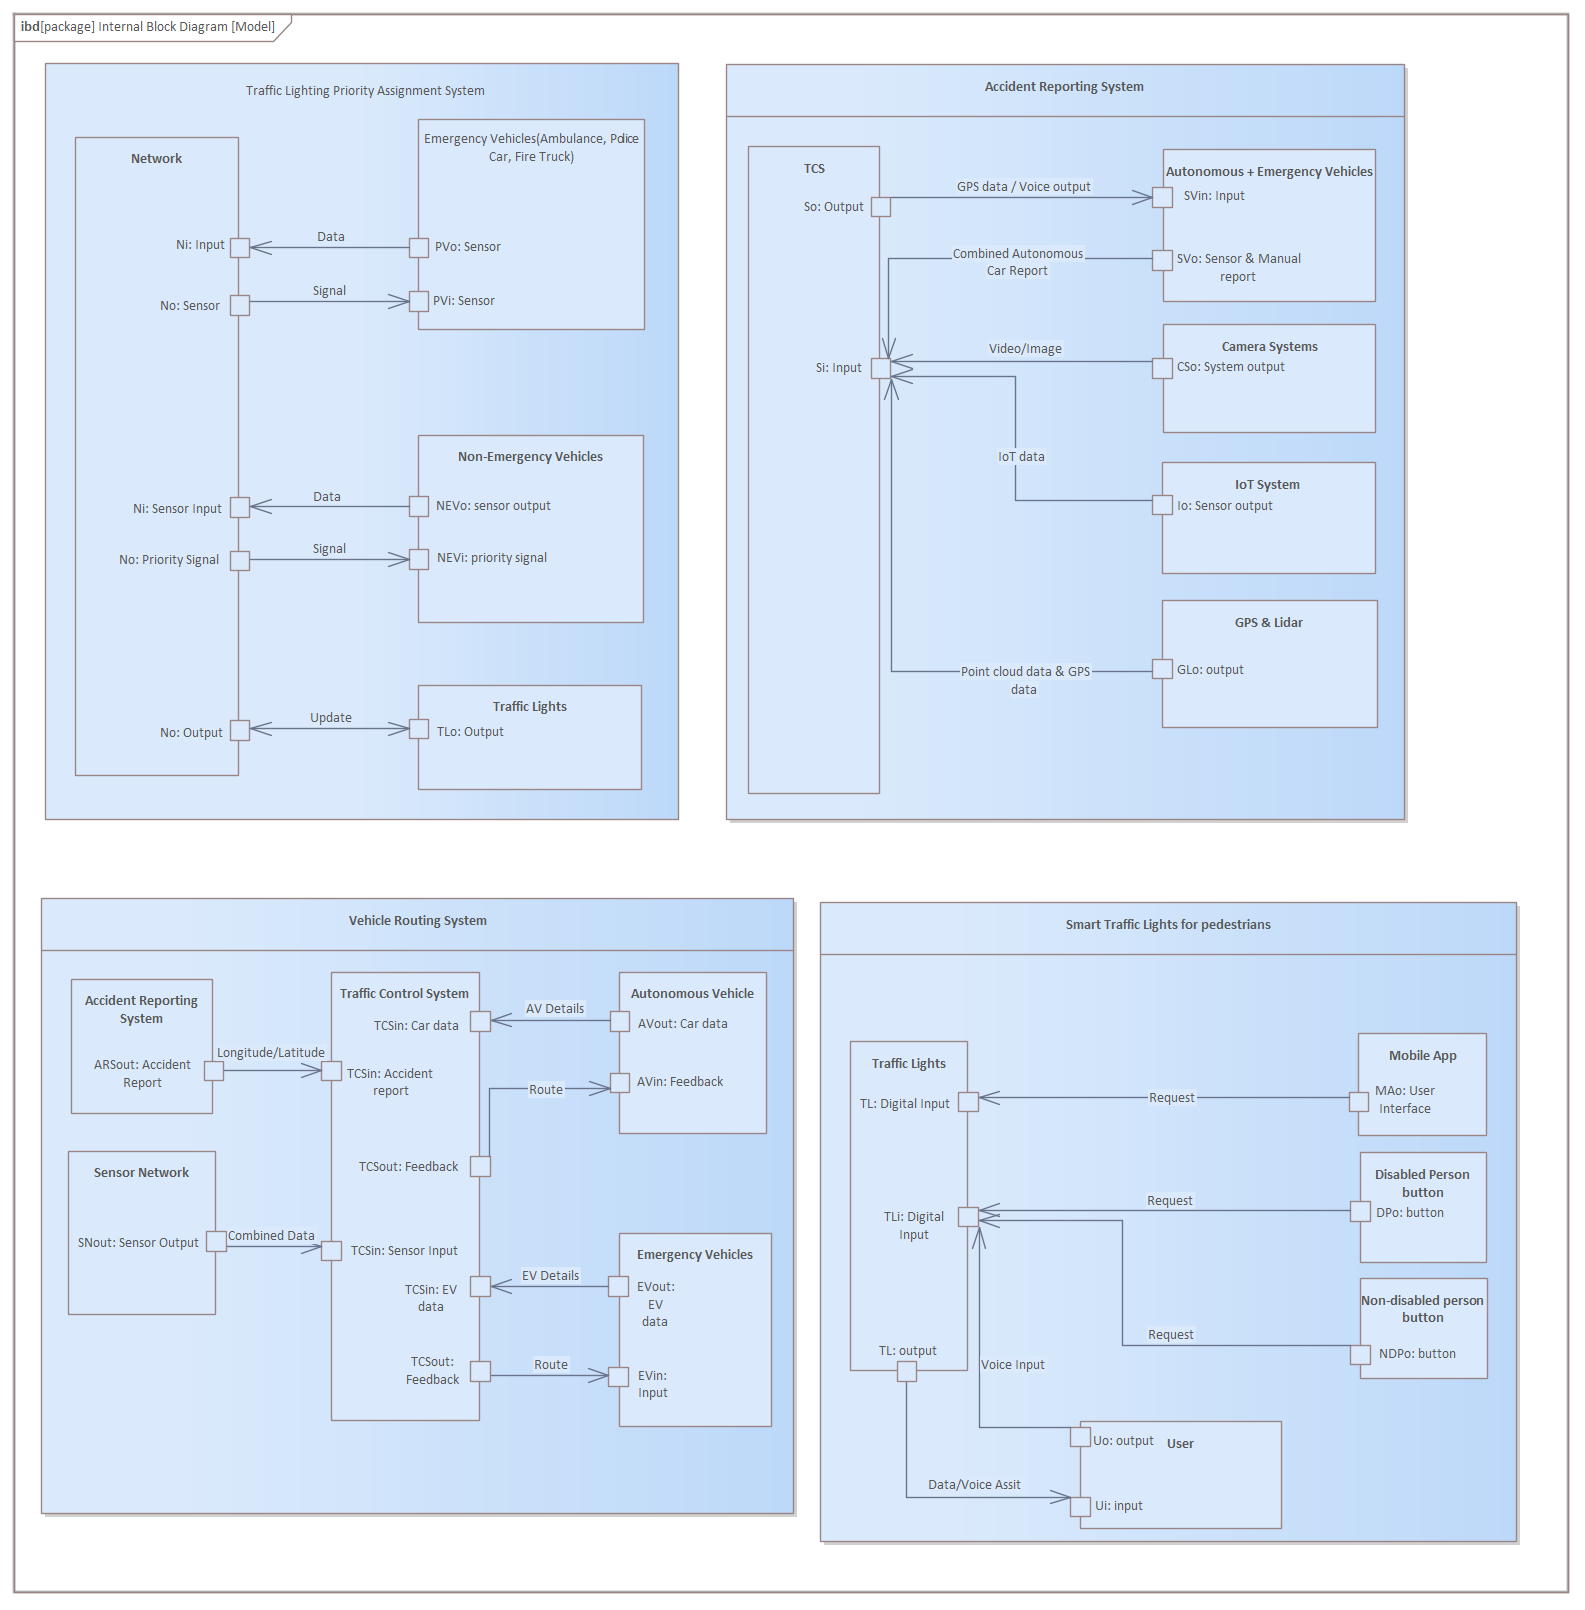 ibd[package] Internal Block Diagram [Model]
Traffic Lighting Priority Assignment System
Network
Emergency Vehicles(Ambulance, Police
Car, Fire Truck)
Ni: Input
Data
PVo: Sensor
No: Sensor
Signal
PVi: Sensor
Non-Emergency Vehicles
Ni: Sensor Input
Data
NEVo: sensor output
No: Priority Signal
Signal
NEVi: priority signal
Traffic Lights
No: Output
Update
TLo: Output
Accident Reporting System
TCS
So: Output
GPS data / Voice output
Autonomous + Emergency Vehicles
SVin: Input
Combined Autonomous
Car Report
SVo: Sensor & Manual
report
Si: Input
Video/Image
Camera Systems
CSo: System output
IoT data
IoT System
Io: Sensor output
GPS & Lidar
Point cloud data & GPS
data
GLo: output
Vehicle Routing System
Accident Reporting
System
ARSout: Accident
Report
Longitude/Latitude
Traffic Control System
TCSin: Car data
AV Details
Autonomous Vehicle
AVout: Car data
TCSin: Accident
report
Route
AVin: Feedback
TCSout: Feedback
Sensor Network
SNout: Sensor Output
Combined Data
TCSin: Sensor Input
Emergency Vehicles
TCSin: EV
data
EV Details
EVout:
EV
data
TCSout:
Feedback
Route
EVin:
Input
Smart Traffic Lights for pedestrians
Traffic Lights
TL: Digital Input
Request
Mobile App
MAo: User
Interface
TLi: Digital
Input
Request
Disabled Person
button
DPo: button
Request
Non-disabled person
button
NDPo: button
TL: output
Voice Input
Uo: output
User
Data/Voice Assit
Ui: input